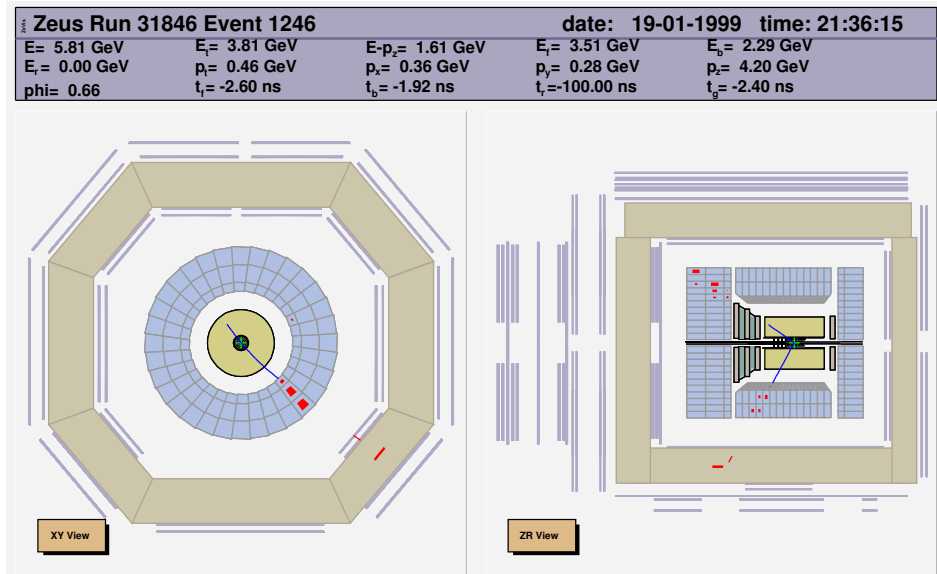 Zeus Run 31846 Event 1246 date: 19-01-1999 time: 21:36:15
E= 5.81 GeV Et= 3.81 GeV E-pz= 1.61 GeV Ef= 3.51 GeV Eb= 2.29 GeV
Er= 0.00 GeV pt= 0.46 GeV px= 0.36 GeV py= 0.28 GeV pz= 4.20 GeV
phi= 0.66 tf= -2.60 ns tb= -1.92 ns tr=-100.00 ns tg= -2.40 ns
XY View ZR View